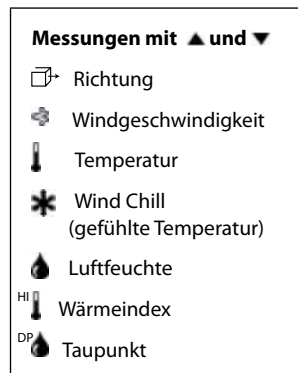 Messungen mit ▲ und ▼
Richtung
Windgeschwindigkeit
Temperatur
Wind Chill
(gefühlte Temperatur)
Luftfeuchte
HI Wärmeindex
DP Taupunkt